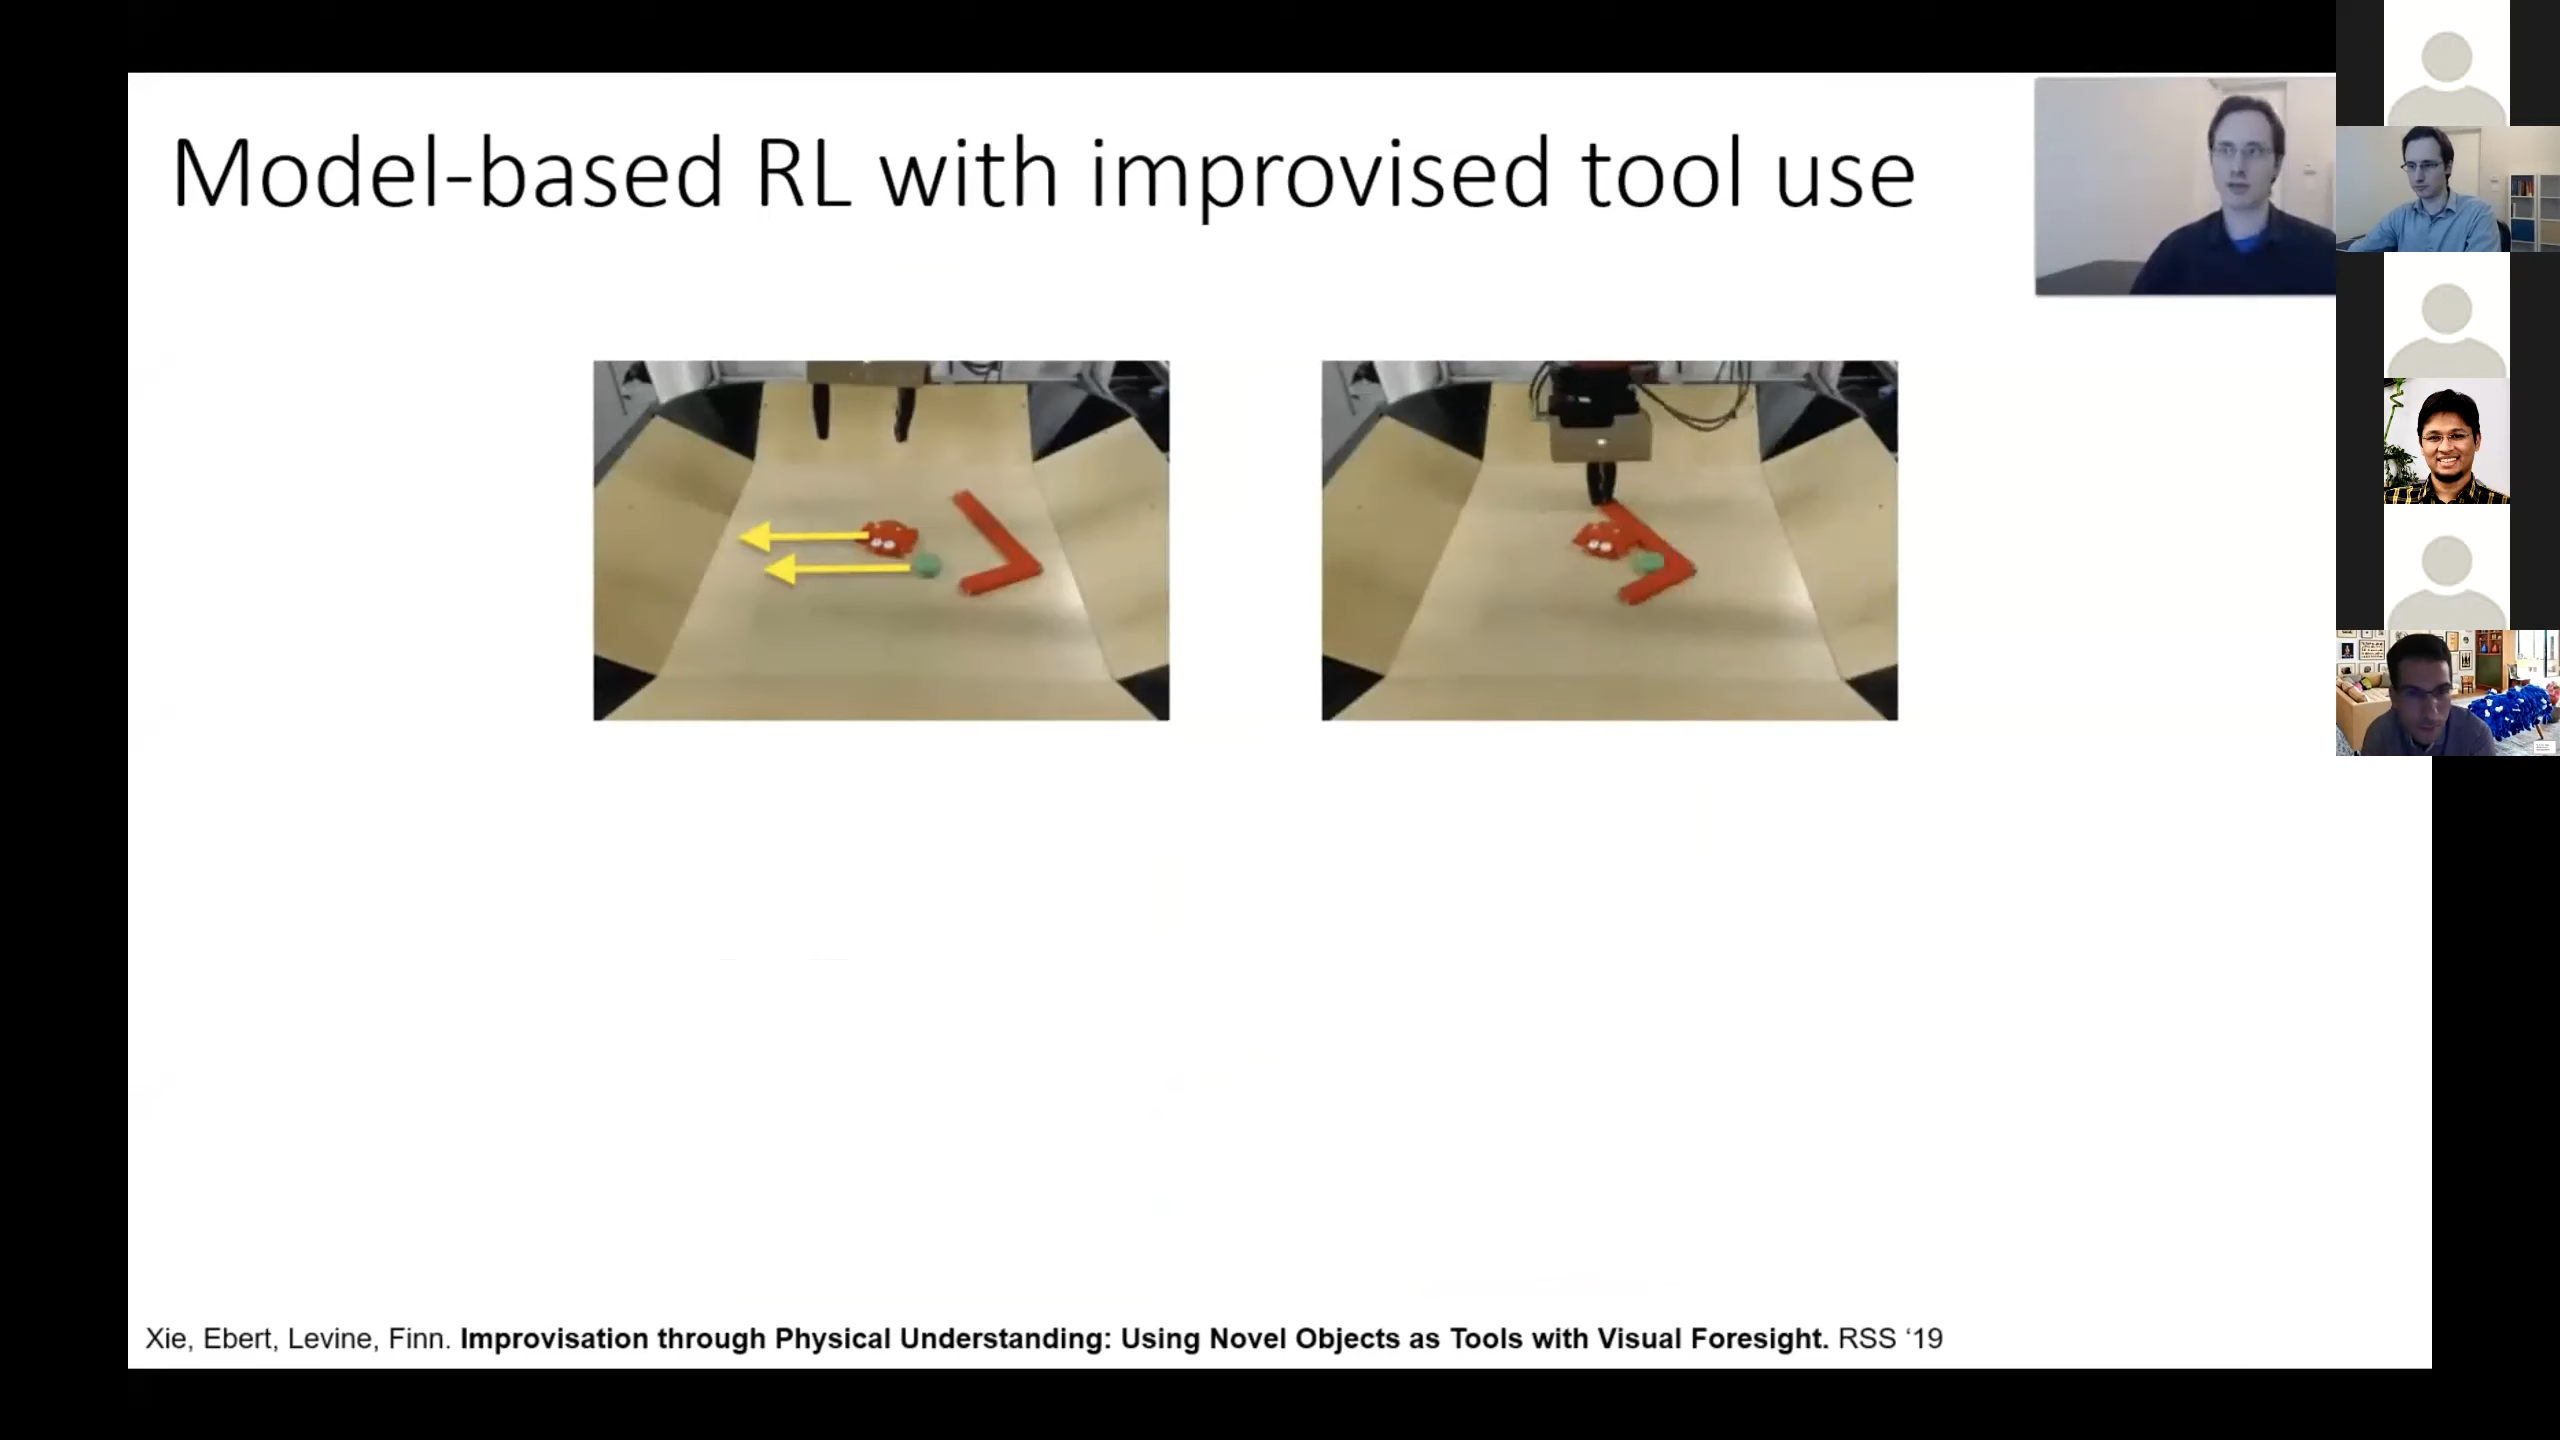 Model-based RL with improvised tool use
Xie, Ebert, Levine, Finn. Improvisation through Physical Understanding: Using Novel Objects as Tools with Visual Foresight. RSS ‘19